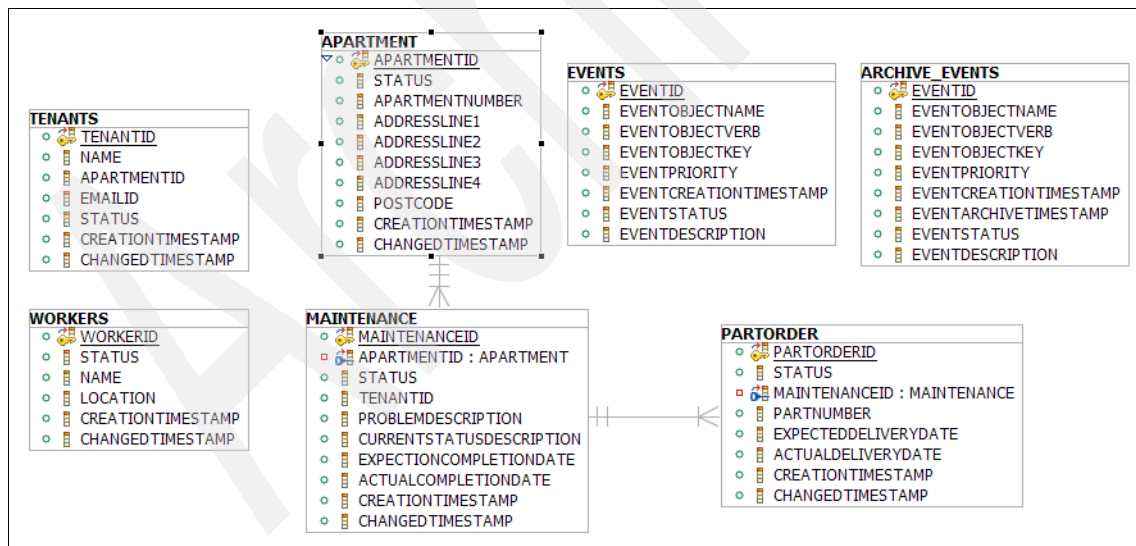 APARTMENT
APARTMENTID
STATUS
APARTMENTNUMBER
ADDRESSLINE1
ADDRESSLINE2
ADDRESSLINE3
ADDRESSLINE4
POSTCODE
CREATIONTIMESTAMP
CHANGEDTIMESTAMP
EVENTS
EVENTID
EVENTOBJECTNAME
EVENTOBJECTVERB
EVENTOBJECTKEY
EVENTPRIORITY
EVENTCREATIONTIMESTAMP
EVENTSTATUS
EVENTDESCRIPTION
ARCHIVE_EVENTS
EVENTID
EVENTOBJECTNAME
EVENTOBJECTVERB
EVENTOBJECTKEY
EVENTPRIORITY
EVENTCREATIONTIMESTAMP
EVENTARCHIVETIMESTAMP
EVENTSTATUS
EVENTDESCRIPTION
TENANTS
TENANTID
NAME
APARTMENTID
EMAILID
STATUS
CREATIONTIMESTAMP
CHANGEDTIMESTAMP
WORKERS
WORKERID
STATUS
NAME
LOCATION
CREATIONTIMESTAMP
CHANGEDTIMESTAMP
MAINTENANCE
MAINTENANCEID
APARTMENTID : APARTMENT
STATUS
TENANTID
PROBLEMDESCRIPTION
CURRENTSTATUSDESCRIPTION
EXPECTIONCOMPLETIONDATE
ACTUALCOMPLETIONDATE
CREATIONTIMESTAMP
CHANGEDTIMESTAMP
PARTORDER
PARTORDERID
STATUS
MAINTENANCEID : MAINTENANCE
PARTNUMBER
EXPECTEDDELIVERYDATE
ACTUALDELIVERYDATE
CREATIONTIMESTAMP
CHANGEDTIMESTAMP